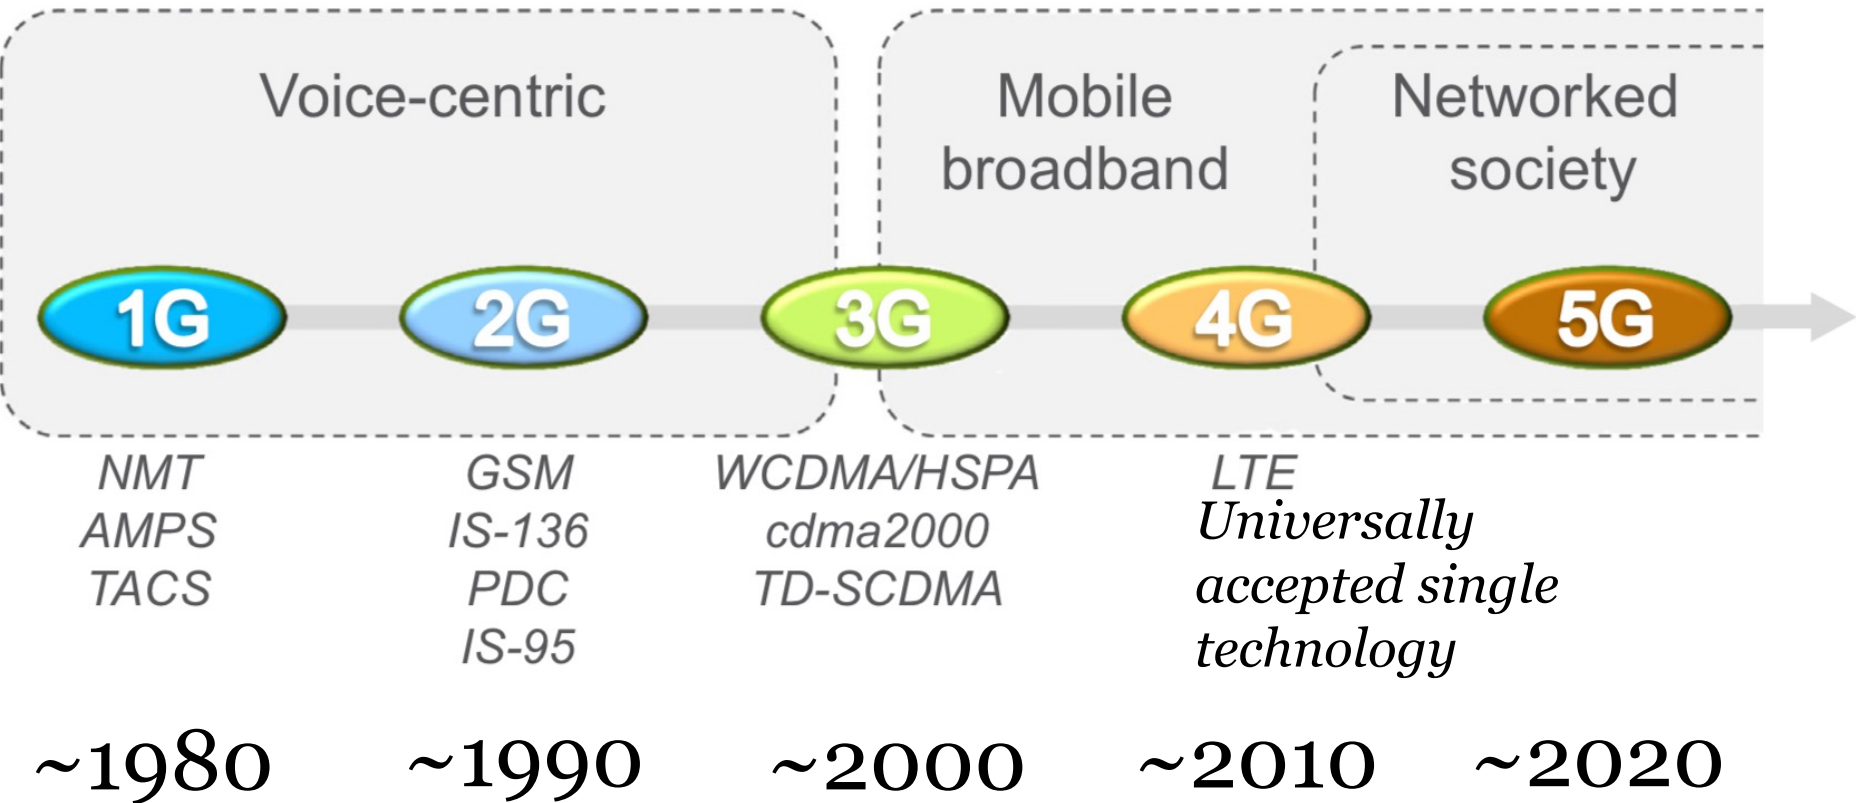 Voice-centric
Mobile
broadband
Networked
society
1G
2G
3G
4G
5G
NMT
AMPS
TACS
GSM
IS-136
PDC
IS-95
WCDMA/HSPA
cdma2000
TD-SCDMA
LTE
Universally
accepted single
technology
~1980
~1990
~2000
~2010
~2020